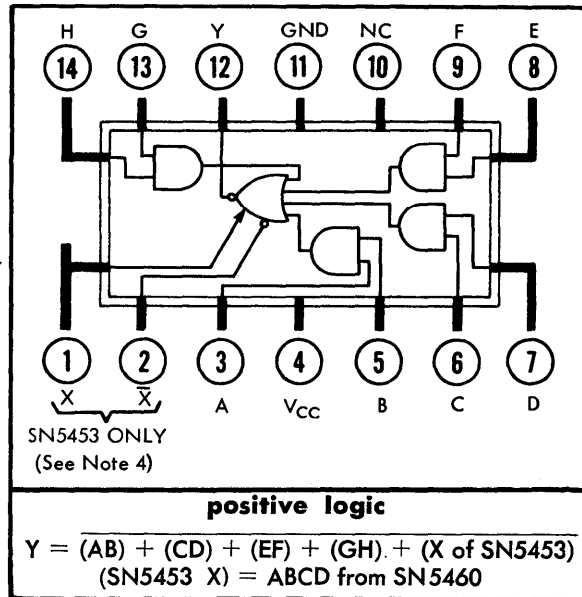 H G Y GND NC F E
14 13 12 11 10 9 8
1 2 3 4 5 6 7
X X̅ A VCC B C D
SN5453 ONLY
(See Note 4)
positive logic
Y = (AB) + (CD) + (EF) + (GH) + (X of SN5453)
(SN5453 X) = ABCD from SN5460